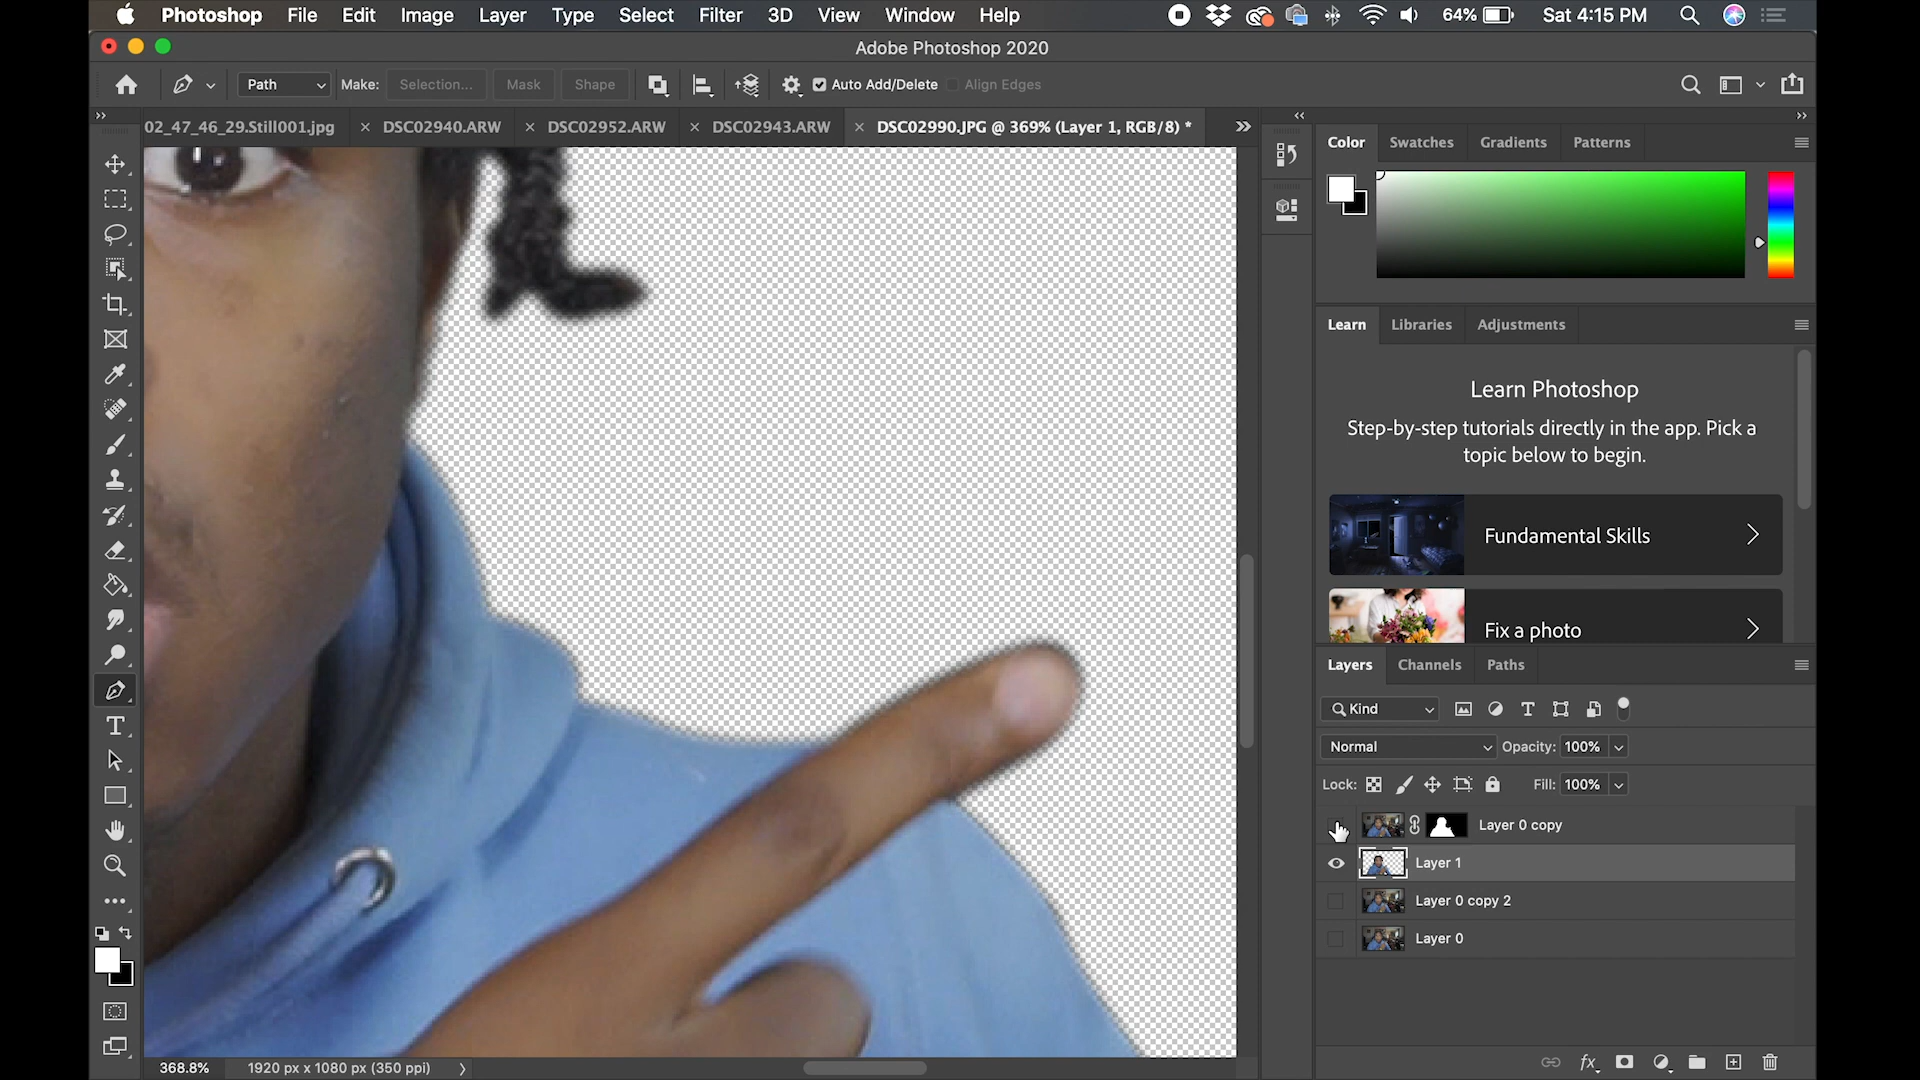 Photoshop File Edit Image Layer Type Select Filter 3D View Window Help 64% Sat 4:15 PM
Adobe Photoshop 2020
Path Make: Selection... Mask Shape Auto Add/Delete Align Edges
02_47_46_29.Still001.jpg DSC02940.ARW DSC02952.ARW DSC02943.ARW DSC02990.JPG @ 369% (Layer 1, RGB/8) *
Color Swatches Gradients Patterns
Learn Libraries Adjustments
Learn Photoshop
Step-by-step tutorials directly in the app. Pick a
topic below to begin.
Fundamental Skills
Fix a photo
Layers Channels Paths
Kind
Normal Opacity: 100%
Lock: Fill: 100%
Layer 0 copy
Layer 1
Layer 0 copy 2
Layer 0
368.8% 1920 px x 1080 px (350 ppi)